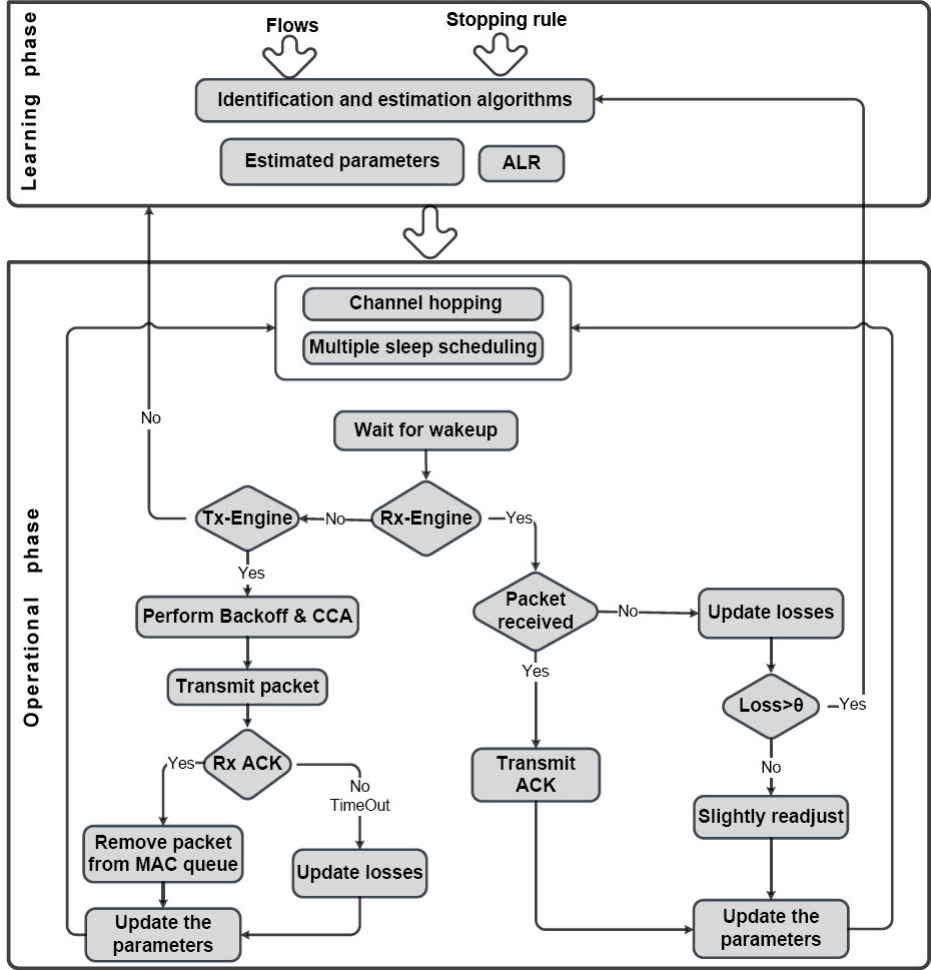 Learning phase
Flows
Stopping rule
Identification and estimation algorithms
Estimated parameters
ALR
Operational phase
Channel hopping
Multiple sleep scheduling
No
Wait for wakeup
Tx-Engine
No
Rx-Engine
Yes
Yes
Perform Backoff & CCA
Packet
received
No
Update losses
Transmit packet
Yes
Loss>θ
Yes
Yes
Rx ACK
No
TimeOut
Transmit
ACK
No
Slightly readjust
Remove packet
from MAC queue
Update losses
Update the
parameters
Update the
parameters